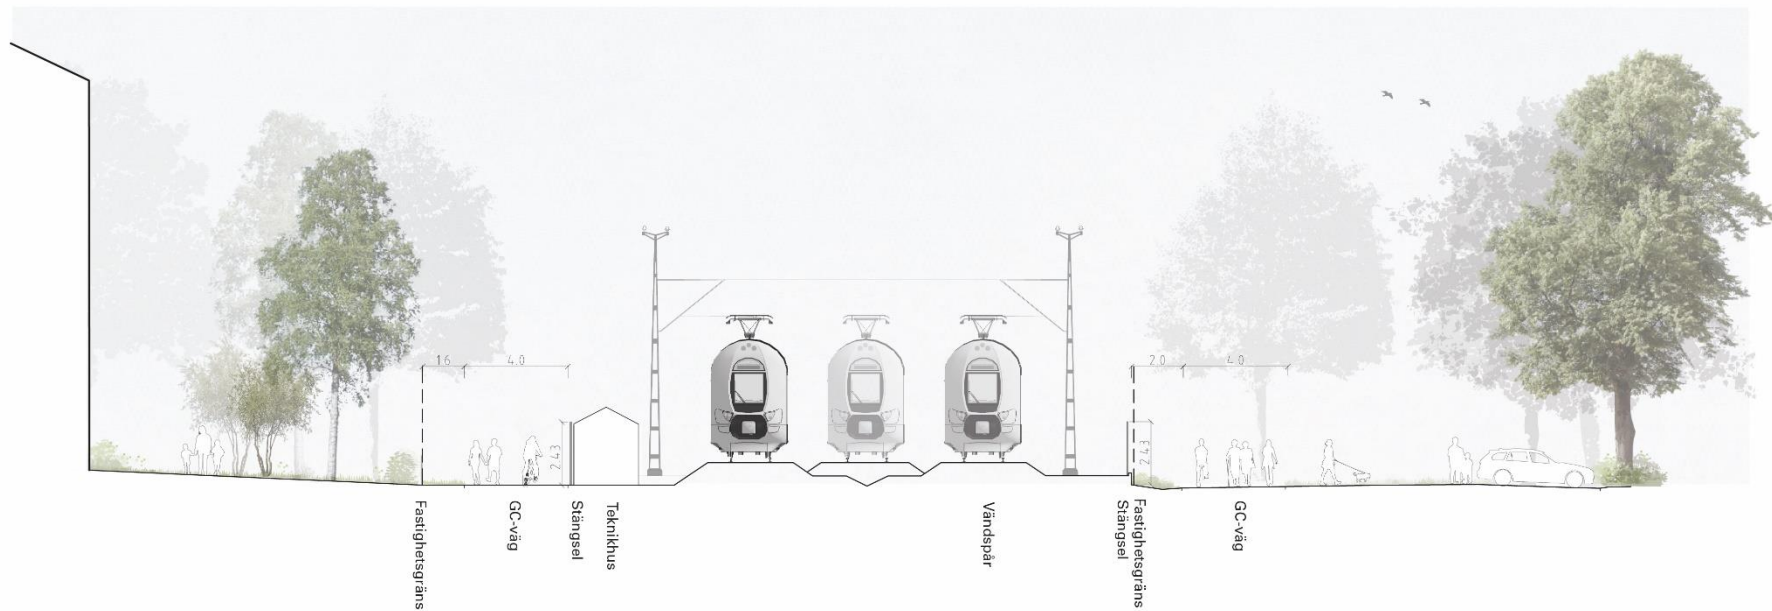 1.6
4.0
2.0
4.0
2.43
2.43
Fastighetsgräns
GC-väg
Stängsel
Teknikhus
Vändspår
Fastighetsgräns
Stängsel
GC-väg